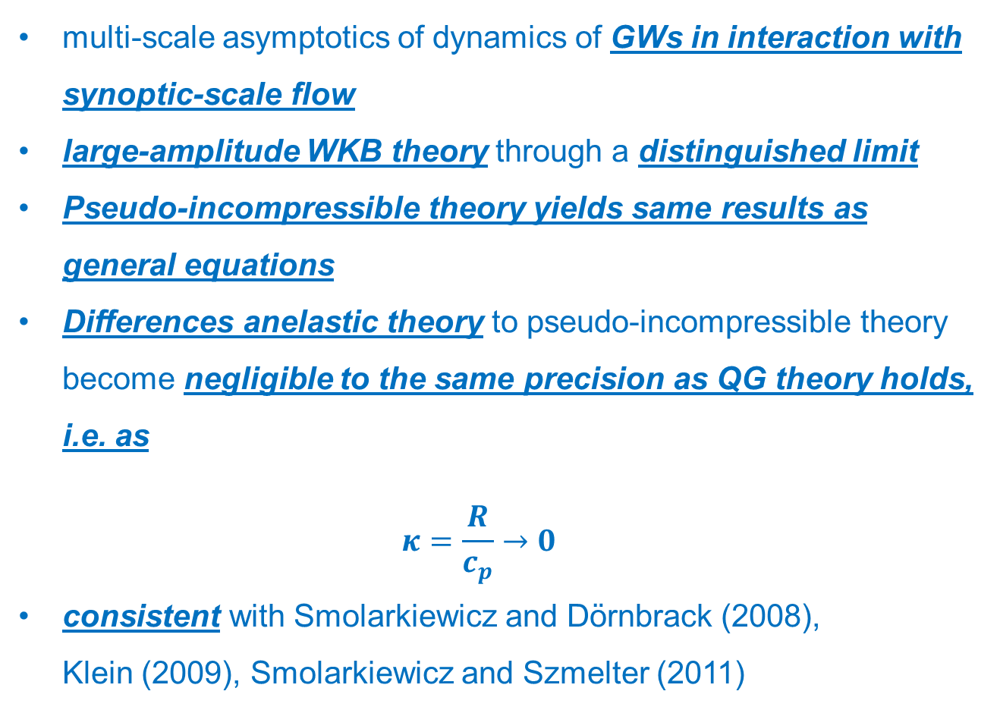 • multi-scale asymptotics of dynamics of GWs in interaction with
synoptic-scale flow
• large-amplitude WKB theory through a distinguished limit
• Pseudo-incompressible theory yields same results as
general equations
• Differences anelastic theory to pseudo-incompressible theory
become negligible to the same precision as QG theory holds,
i.e. as
κ = R/c_p → 0
• consistent with Smolarkiewicz and Dörnbrack (2008),
Klein (2009), Smolarkiewicz and Szmelter (2011)